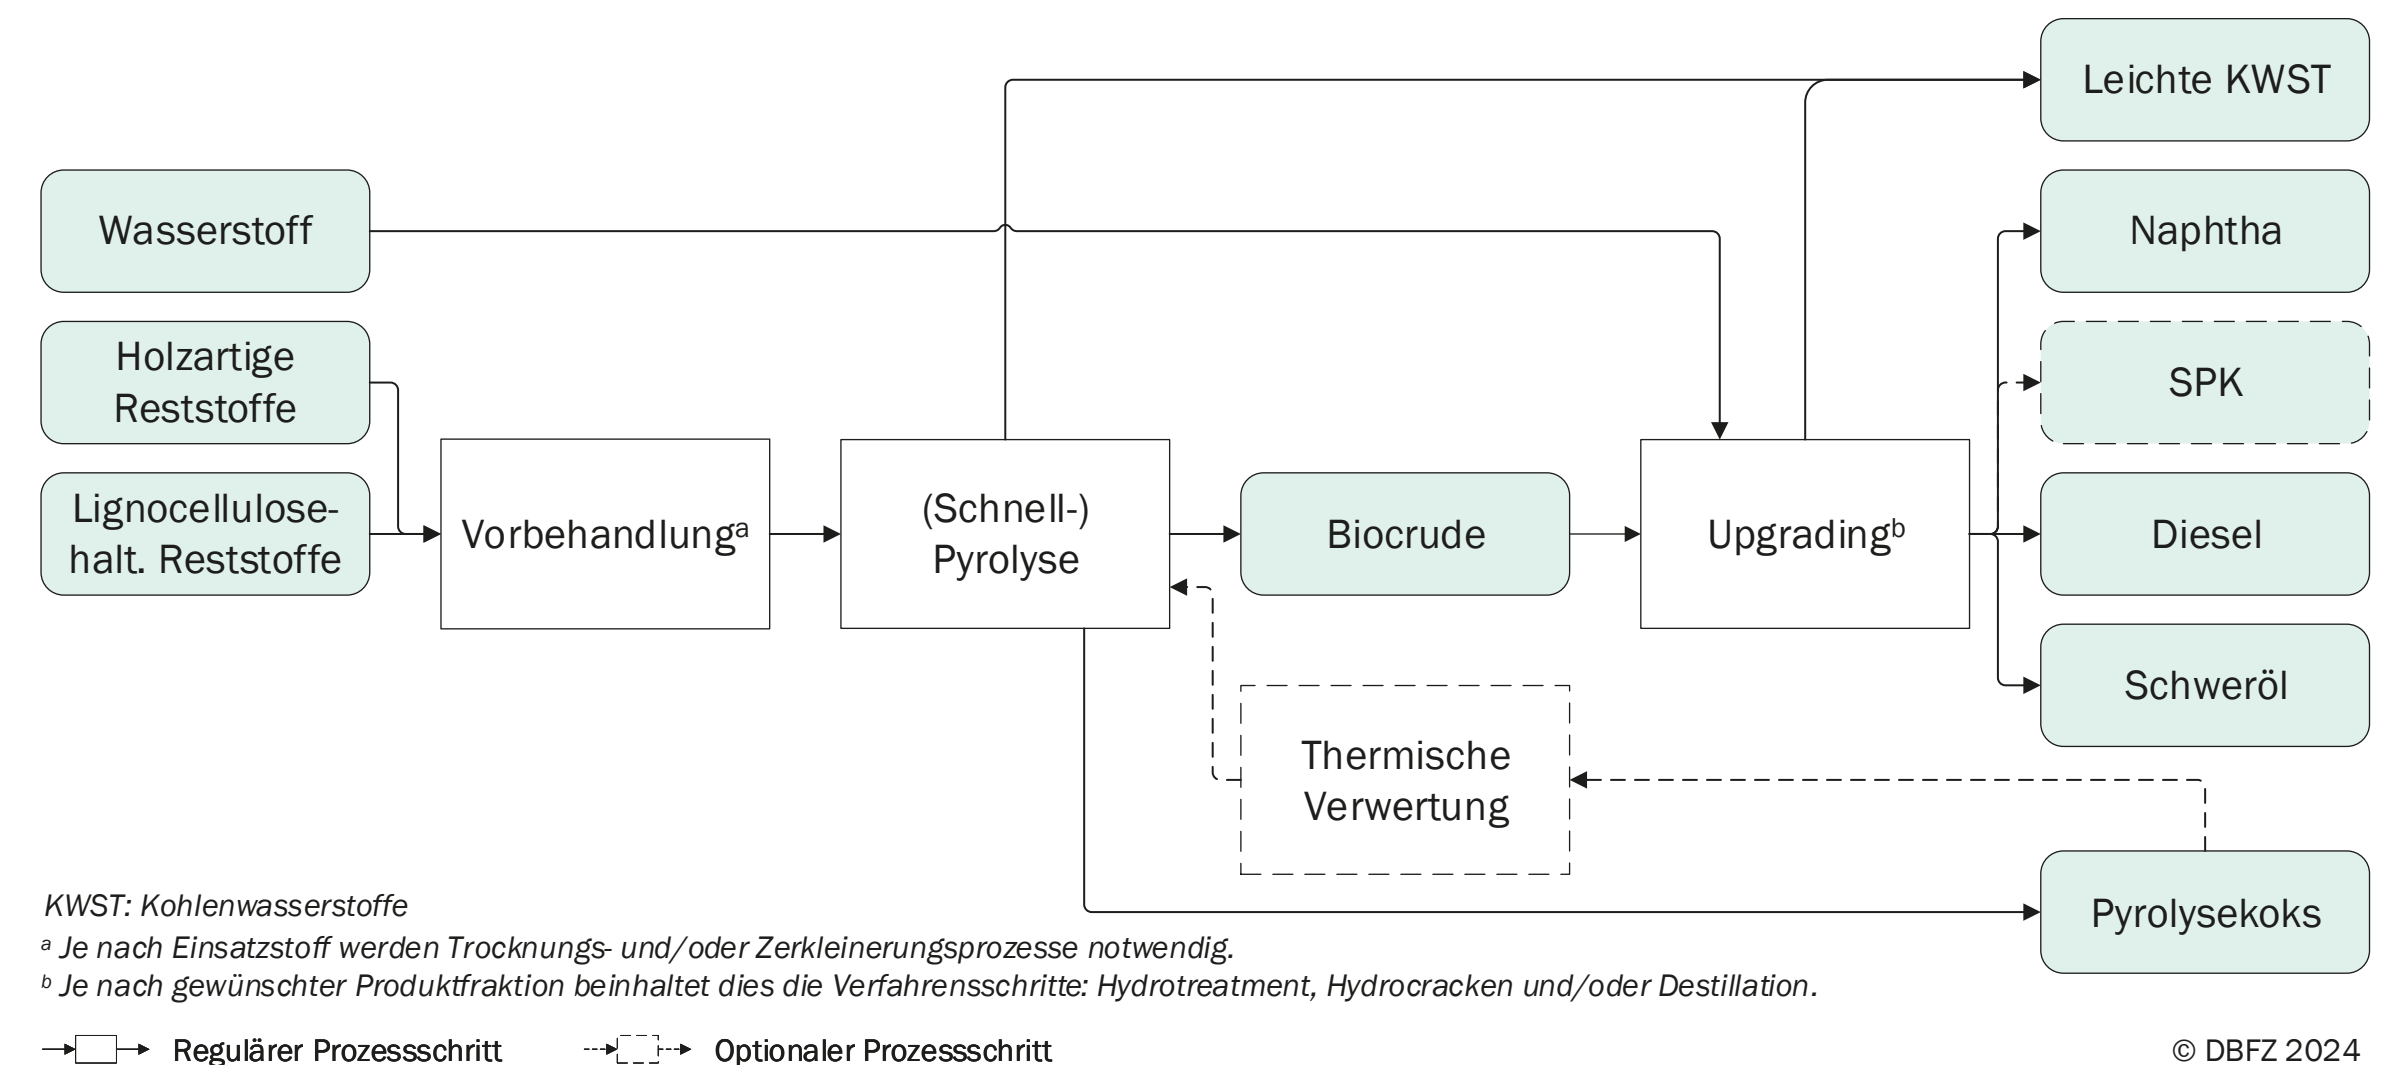 Leichte KWST
Wasserstoff
Naphtha
Holzartige
Reststoffe
SPK
Lignocellulose-
halt. Reststoffe
Vorbehandlungᵃ
(Schnell-)
Pyrolyse
Biocrude
Upgradingᵇ
Diesel
Schweröl
Thermische
Verwertung
Pyrolysekoks
KWST: Kohlenwasserstoffe
ᵃ Je nach Einsatzstoff werden Trocknungs- und/oder Zerkleinerungsprozesse notwendig.
ᵇ Je nach gewünschter Produktfraktion beinhaltet dies die Verfahrensschritte: Hydrotreatment, Hydrocracken und/oder Destillation.
Regulärer Prozessschritt
Optionaler Prozessschritt
© DBFZ 2024